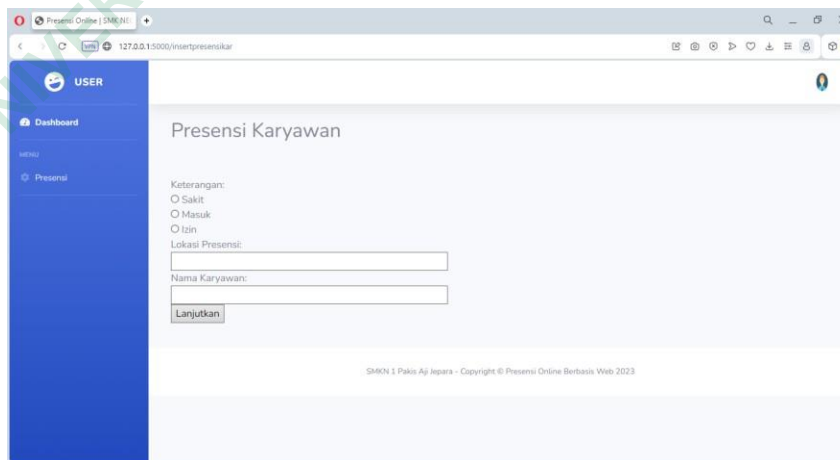 Presensi Online | SMK N
VPN
127.0.0.1:5000/insertpresensikar
USER
Dashboard
MENU
Presensi
Presensi Karyawan
Keterangan:
Sakit
Masuk
Izin
Lokasi Presensi:
Nama Karyawan:
Lanjutkan
SMKN 1 Pakis Aji Jepara - Copyright © Presensi Online Berbasis Web 2023